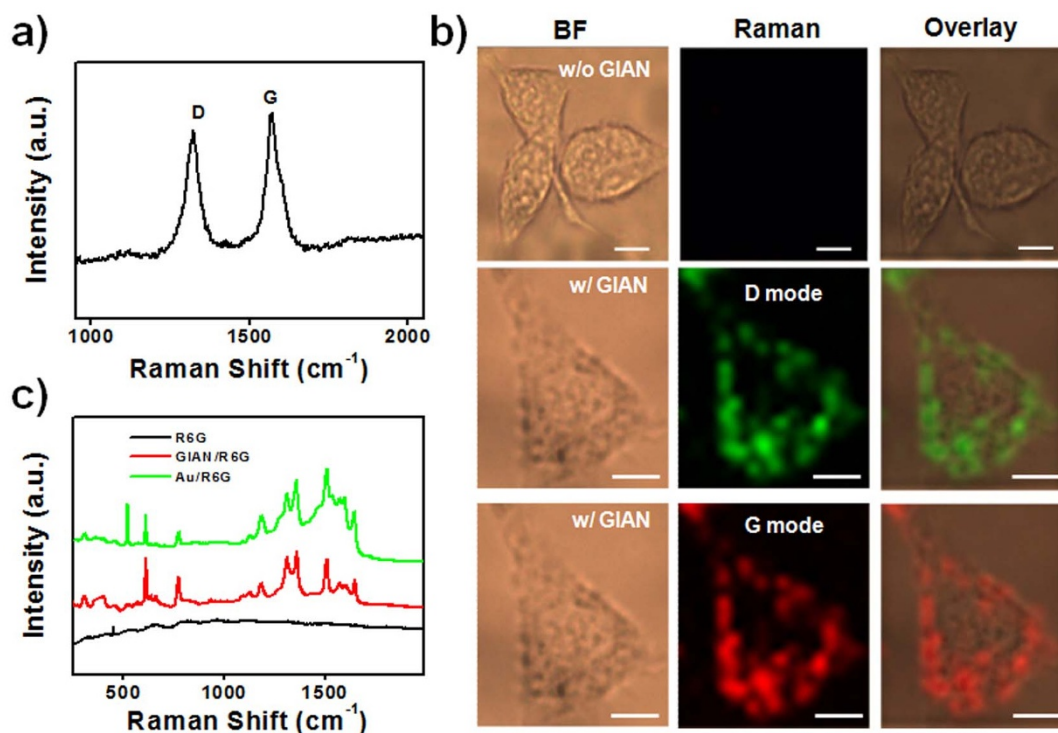 a)
D
G
Intensity (a.u.)
1000
1500
2000
Raman Shift (cm⁻¹)
b)
BF
Raman
Overlay
w/o GIAN
w/ GIAN
D mode
w/ GIAN
G mode
c)
R6G
GIAN/R6G
Au/R6G
Intensity (a.u.)
500
1000
1500
Raman Shift (cm⁻¹)